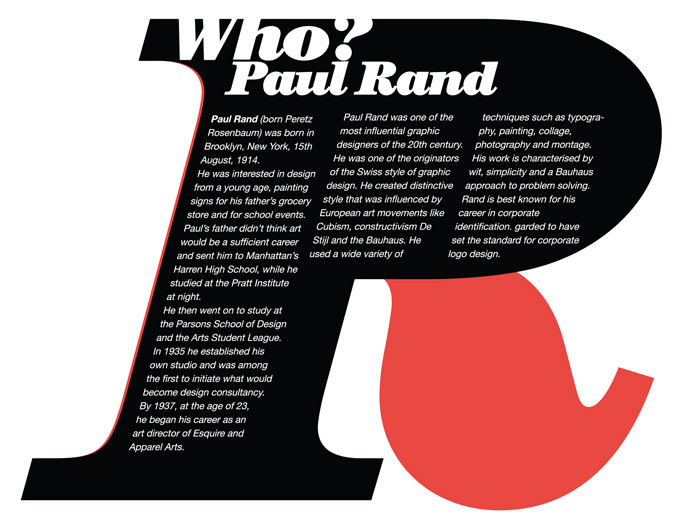 Who?
Paul Rand
Paul Rand (born Peretz
Rosenbaum) was born in
Brooklyn, New York, 15th
August, 1914.
He was interested in design
from a young age, painting
signs for his father's grocery
store and for school events.
Paul's father didn't think art
would be a sufficient career
and sent him to Manhattan's
Harren High School, while he
studied at the Pratt Institute
at night.
He then went on to study at
the Parsons School of Design
and the Arts Student League.
In 1935 he established his
own studio and was among
the first to initiate what would
become design consultancy.
By 1937, at the age of 23,
he began his career as an
art director of Esquire and
Apparel Arts.
Paul Rand was one of the
most influential graphic
designers of the 20th century.
He was one of the originators
of the Swiss style of graphic
design. He created distinctive
style that was influenced by
European art movements like
Cubism, constructivism De
Stijl and the Bauhaus. He
used a wide variety of
techniques such as typogra-
phy, painting, collage,
photography and montage.
His work is characterised by
wit, simplicity and a Bauhaus
approach to problem solving.
Rand is best known for his
career in corporate
identification. garded to have
set the standard for corporate
logo design.